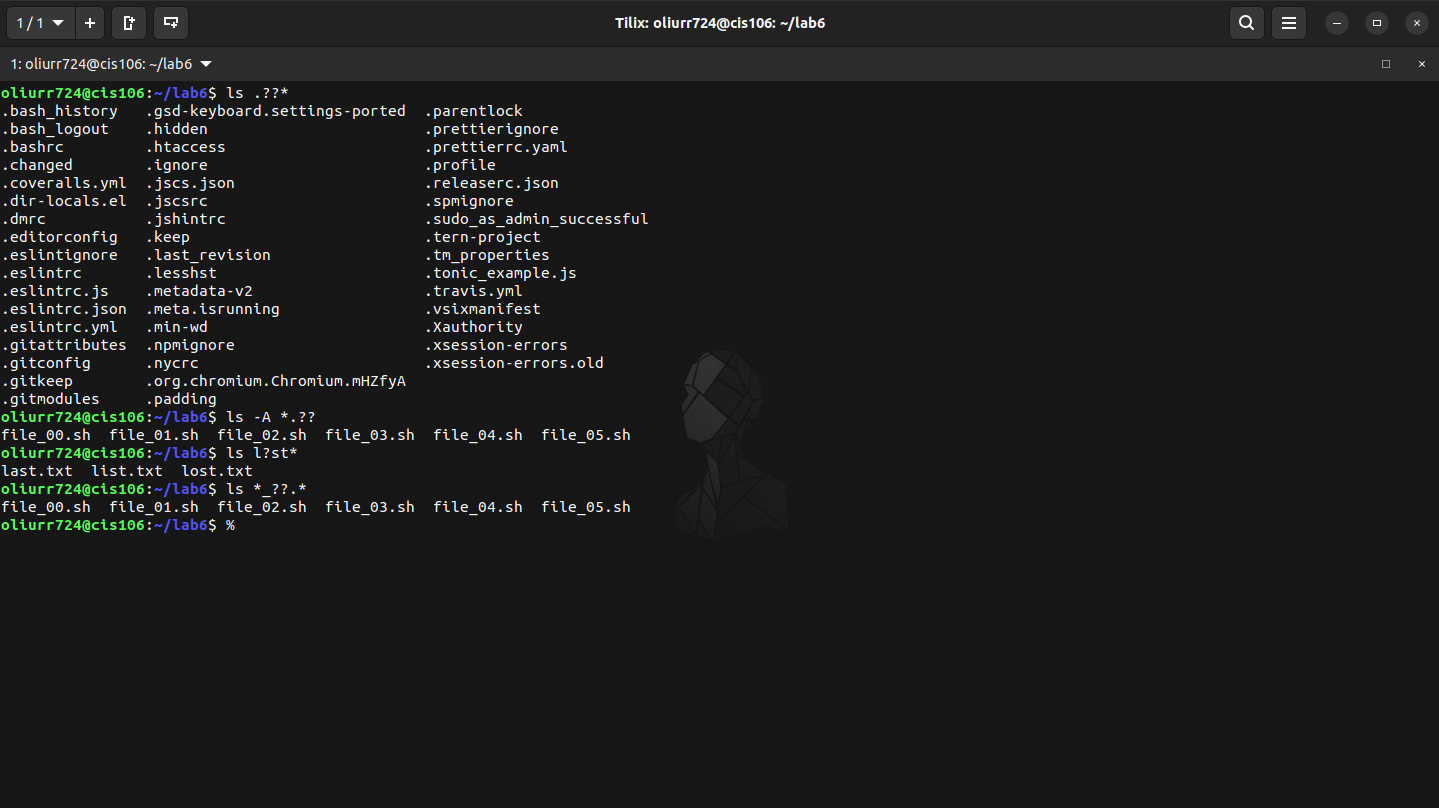 1 / 1
Tilix: oliurr724@cis106: ~/lab6
1: oliurr724@cis106: ~/lab6
oliurr724@cis106:~/lab6$ ls .??*
.bash_history .gsd-keyboard.settings-ported .parentlock
.bash_logout .hidden .prettierignore
.bashrc .htaccess .prettierrc.yaml
.changed .ignore .profile
.coveralls.yml .jscs.json .releaserc.json
.dir-locals.el .jscsrc .spmignore
.dmrc .jshintrc .sudo_as_admin_successful
.editorconfig .keep .tern-project
.eslintignore .last_revision .tm_properties
.eslintrc .lesshst .tonic_example.js
.eslintrc.js .metadata-v2 .travis.yml
.eslintrc.json .meta.isrunning .vsixmanifest
.eslintrc.yml .min-wd .Xauthority
.gitattributes .npmignore .xsession-errors
.gitconfig .nycrc .xsession-errors.old
.gitkeep .org.chromium.Chromium.mHZfyA
.gitmodules .padding
oliurr724@cis106:~/lab6$ ls -A *.??
file_00.sh file_01.sh file_02.sh file_03.sh file_04.sh file_05.sh
oliurr724@cis106:~/lab6$ ls l?st*
last.txt list.txt lost.txt
oliurr724@cis106:~/lab6$ ls *_??.*
file_00.sh file_01.sh file_02.sh file_03.sh file_04.sh file_05.sh
oliurr724@cis106:~/lab6$ %